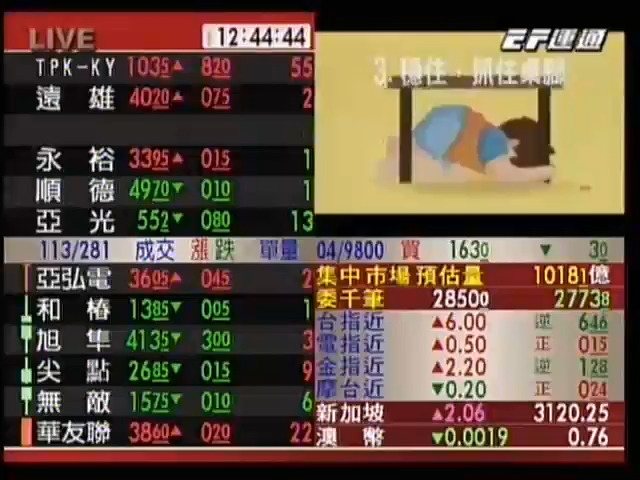 LIVE 12:44:44
TPK-KY 1035▲ 820 55
遠雄 4020▲ 075 2
永裕 3395▲ 015 1
順德 4970▼ 010 1
亞光 552▼ 080 13
113/281 成交 漲跌 單量
亞弘電 3605▲ 045 2
和椿 1385▼ 005 1
旭隼 4135▼ 300 3
尖點 2685▼ 015 9
無敵 1575▼ 010 6
華友聯 3860▲ 020 22
運通
3.穩住，抓住桌腳
04/9800 買 1630 ▼ 30
集中市場預估量 10181億
委千筆 28500 27738
台指近 ▲6.00 逆 646
電指近 ▲0.50 正 015
金指近 ▲2.20 逆 128
摩台近 ▼0.20 正 024
新加坡 ▲2.06 3120.25
澳幣 ▼0.0019 0.76